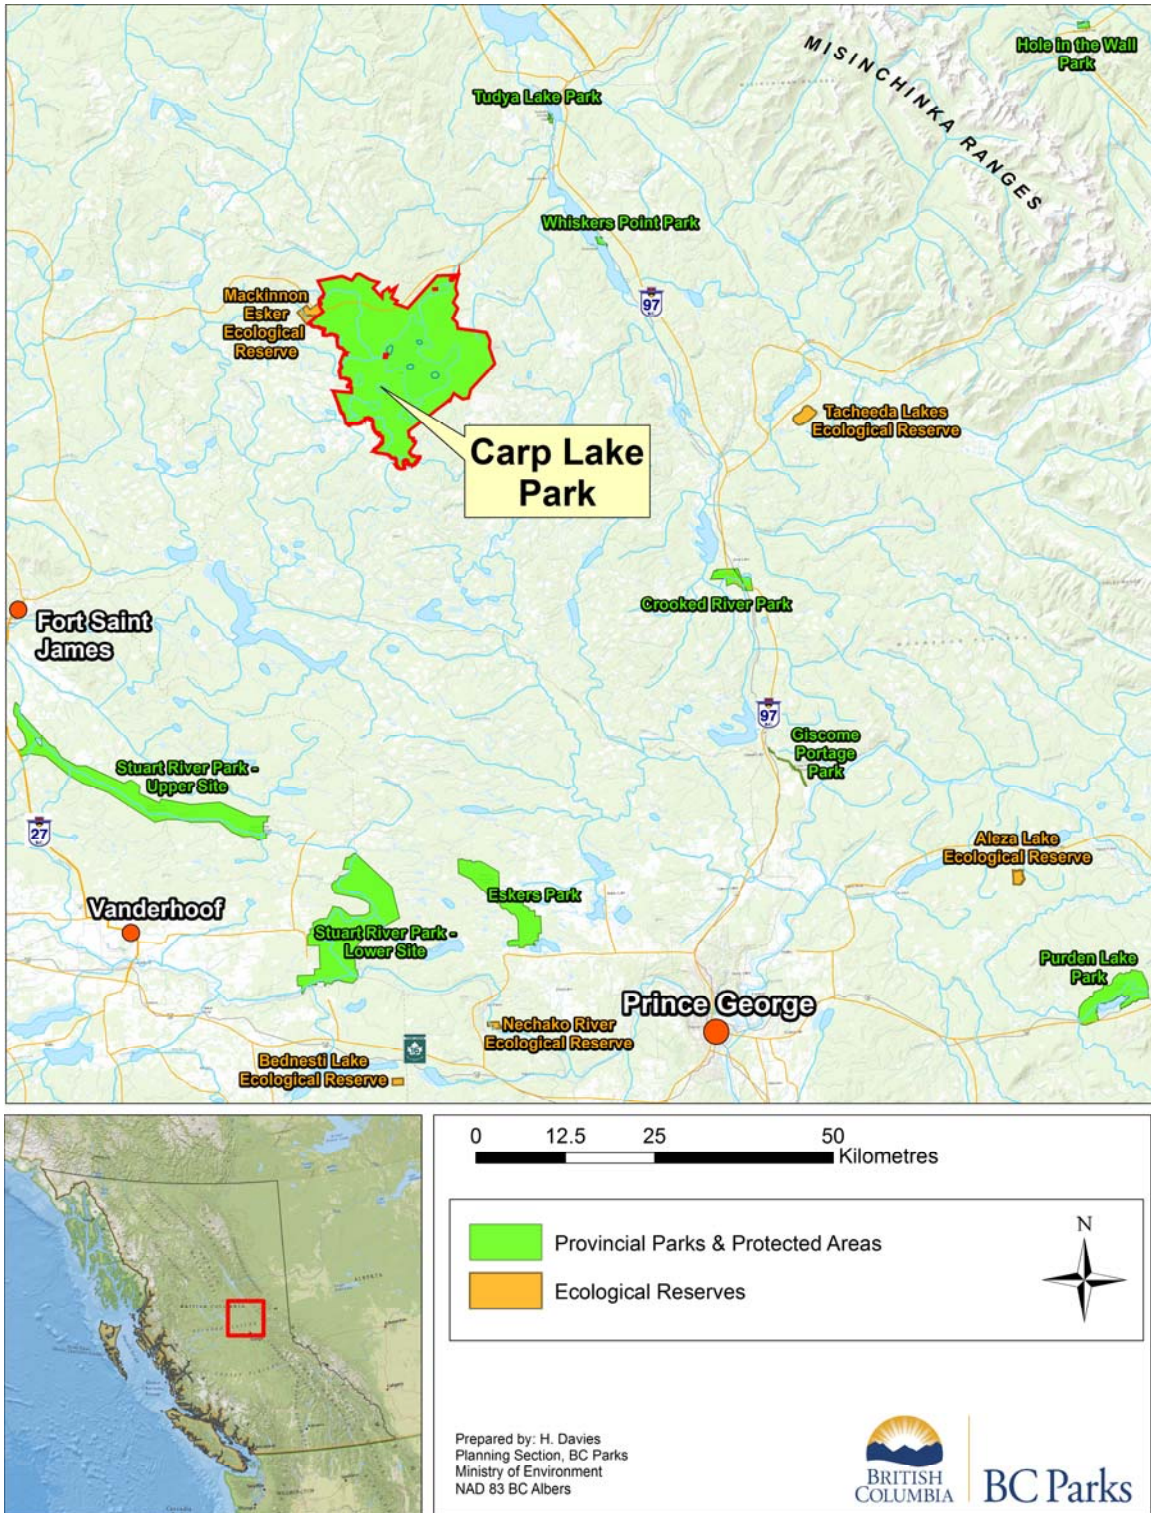 Hole in the Wall
Park
MISINCHINKA RANGES
Tudya Lake Park
Whiskers Point Park
97
Mackinnon
Esker
Ecological
Reserve
Carp Lake
Park
Tacheeda Lakes
Ecological Reserve
Crooked River Park
Fort Saint
James
97
Giscome
Portage
Park
Stuart River Park -
Upper Site
27
Aleza Lake
Ecological Reserve
Vanderhoof
Eskers Park
Stuart River Park -
Lower Site
Purden Lake
Park
Prince George
Nechako River
Ecological Reserve
Bednesti Lake
Ecological Reserve
0 12.5 25 50
Kilometres
Provincial Parks & Protected Areas
Ecological Reserves
N
ALBERTA
Prepared by: H. Davies
Planning Section, BC Parks
Ministry of Environment
NAD 83 BC Albers
BRITISH
COLUMBIA
BC Parks